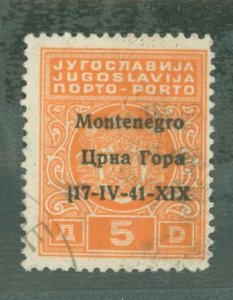 ЈУГОСЛАВИЈА
JUGOSLAVIJA
ПОРТО-PORTO
Montenegro
Црна Гора
17-IV-41-XIX
Д 5 D